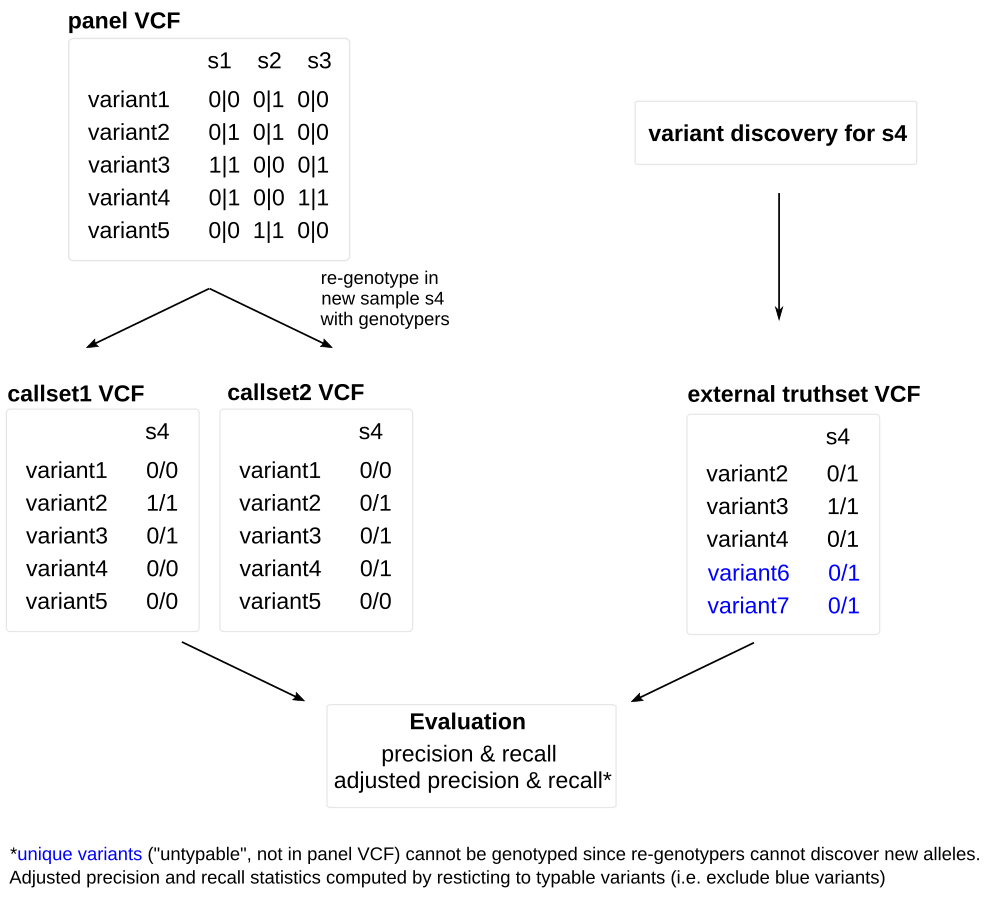 panel VCF
s1 s2 s3
variant1 0|0 0|1 0|0
variant2 0|1 0|1 0|0
variant3 1|1 0|0 0|1
variant4 0|1 0|0 1|1
variant5 0|0 1|1 0|0
variant discovery for s4
re-genotype in
new sample s4
with genotypers
callset1 VCF
s4
variant1 0/0
variant2 1/1
variant3 0/1
variant4 0/0
variant5 0/0
callset2 VCF
s4
variant1 0/0
variant2 0/1
variant3 0/1
variant4 0/1
variant5 0/0
external truthset VCF
s4
variant2 0/1
variant3 1/1
variant4 0/1
variant6 0/1
variant7 0/1
Evaluation
precision & recall
adjusted precision & recall*
*unique variants ("untypable", not in panel VCF) cannot be genotyped since re-genotypers cannot discover new alleles.
Adjusted precision and recall statistics computed by resticting to typable variants (i.e. exclude blue variants)